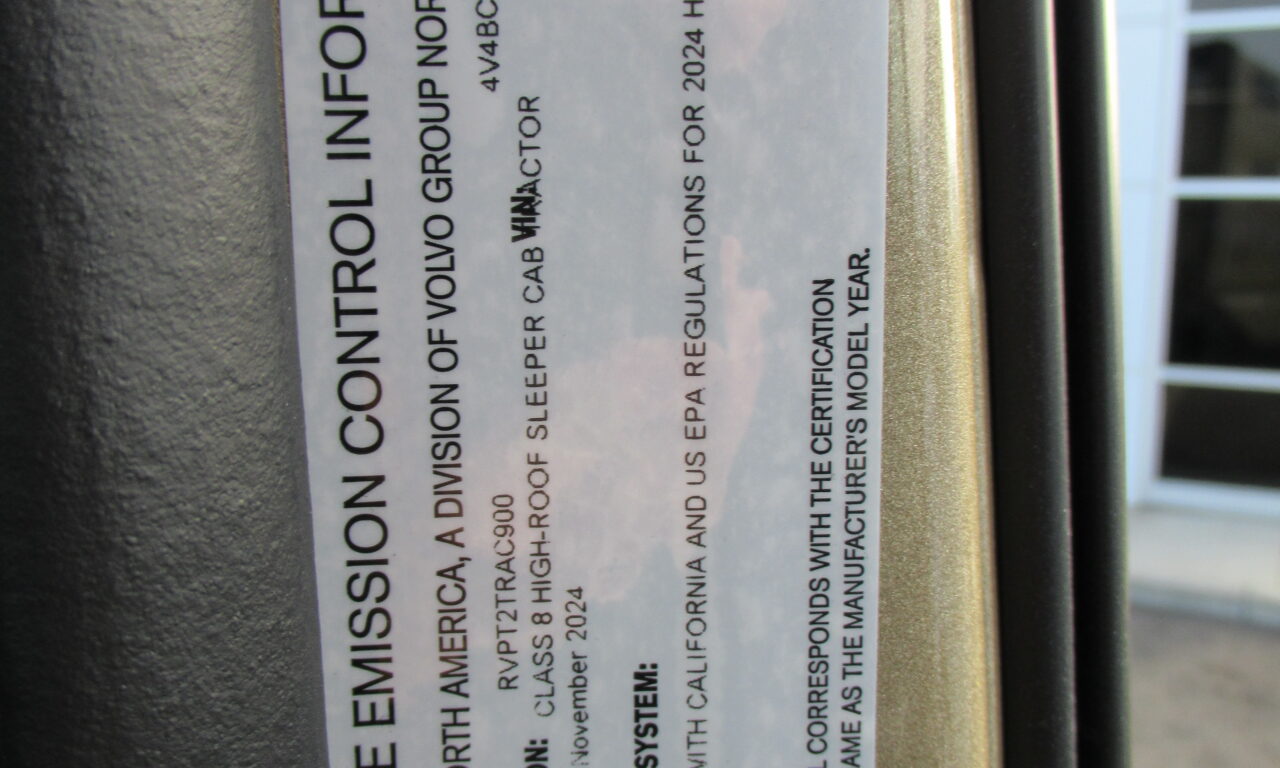 E EMISSION CONTROL INFOR
ORTH AMERICA, A DIVISION OF VOLVO GROUP NOR
RVPT2TRAC900 4V4BC
ON: CLASS 8 HIGH-ROOF SLEEPER CAB TRACTOR VIN:
November 2024
SYSTEM:
WITH CALIFORNIA AND US EPA REGULATIONS FOR 2024 H
L CORRESPONDS WITH THE CERTIFICATION
AME AS THE MANUFACTURER'S MODEL YEAR.